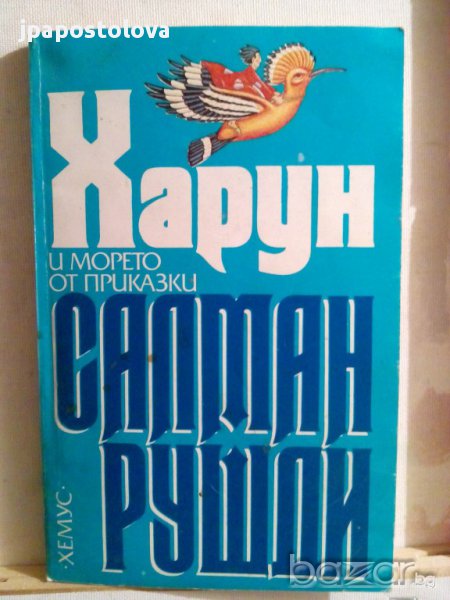 jpapostolova
Харун
И МОРЕТО
ОТ ПРИКАЗКИ
САЛМАН
РУШДИ
·ХЕМУС·
bazar.bg